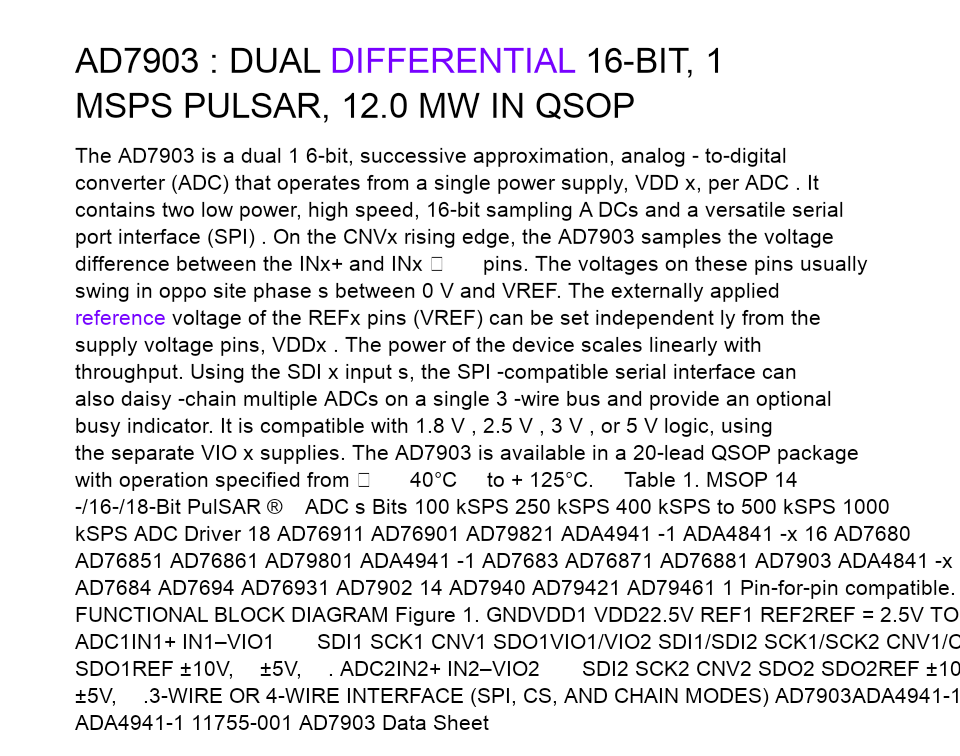 AD7903 : DUAL DIFFERENTIAL 16-BIT, 1
MSPS PULSAR, 12.0 MW IN QSOP
The AD7903 is a dual 1 6-bit, successive approximation, analog - to-digital
converter (ADC) that operates from a single power supply, VDD x, per ADC . It
contains two low power, high speed, 16-bit sampling A DCs and a versatile serial
port interface (SPI) . On the CNVx rising edge, the AD7903 samples the voltage
difference between the INx+ and INx □ pins. The voltages on these pins usually
swing in oppo site phase s between 0 V and VREF. The externally applied
reference voltage of the REFx pins (VREF) can be set independent ly from the
supply voltage pins, VDDx . The power of the device scales linearly with
throughput. Using the SDI x input s, the SPI -compatible serial interface can
also daisy -chain multiple ADCs on a single 3 -wire bus and provide an optional
busy indicator. It is compatible with 1.8 V , 2.5 V , 3 V , or 5 V logic, using
the separate VIO x supplies. The AD7903 is available in a 20-lead QSOP package
with operation specified from □ 40°C to + 125°C. Table 1. MSOP 14
-/16-/18-Bit PulSAR ® ADC s Bits 100 kSPS 250 kSPS 400 kSPS to 500 kSPS 1000
kSPS ADC Driver 18 AD76911 AD76901 AD79821 ADA4941 -1 ADA4841 -x 16 AD7680
AD76851 AD76861 AD79801 ADA4941 -1 AD7683 AD76871 AD76881 AD7903 ADA4841 -x
AD7684 AD7694 AD76931 AD7902 14 AD7940 AD79421 AD79461 1 Pin-for-pin compatible.
FUNCTIONAL BLOCK DIAGRAM Figure 1. GNDVDD1 VDD22.5V REF1 REF2REF = 2.5V TO
ADC1IN1+ IN1–VIO1 SDI1 SCK1 CNV1 SDO1VIO1/VIO2 SDI1/SDI2 SCK1/SCK2 CNV1/C
SDO1REF ±10V, ±5V, . ADC2IN2+ IN2–VIO2 SDI2 SCK2 CNV2 SDO2 SDO2REF ±10
±5V, .3-WIRE OR 4-WIRE INTERFACE (SPI, CS, AND CHAIN MODES) AD7903ADA4941-1
ADA4941-1 11755-001 AD7903 Data Sheet